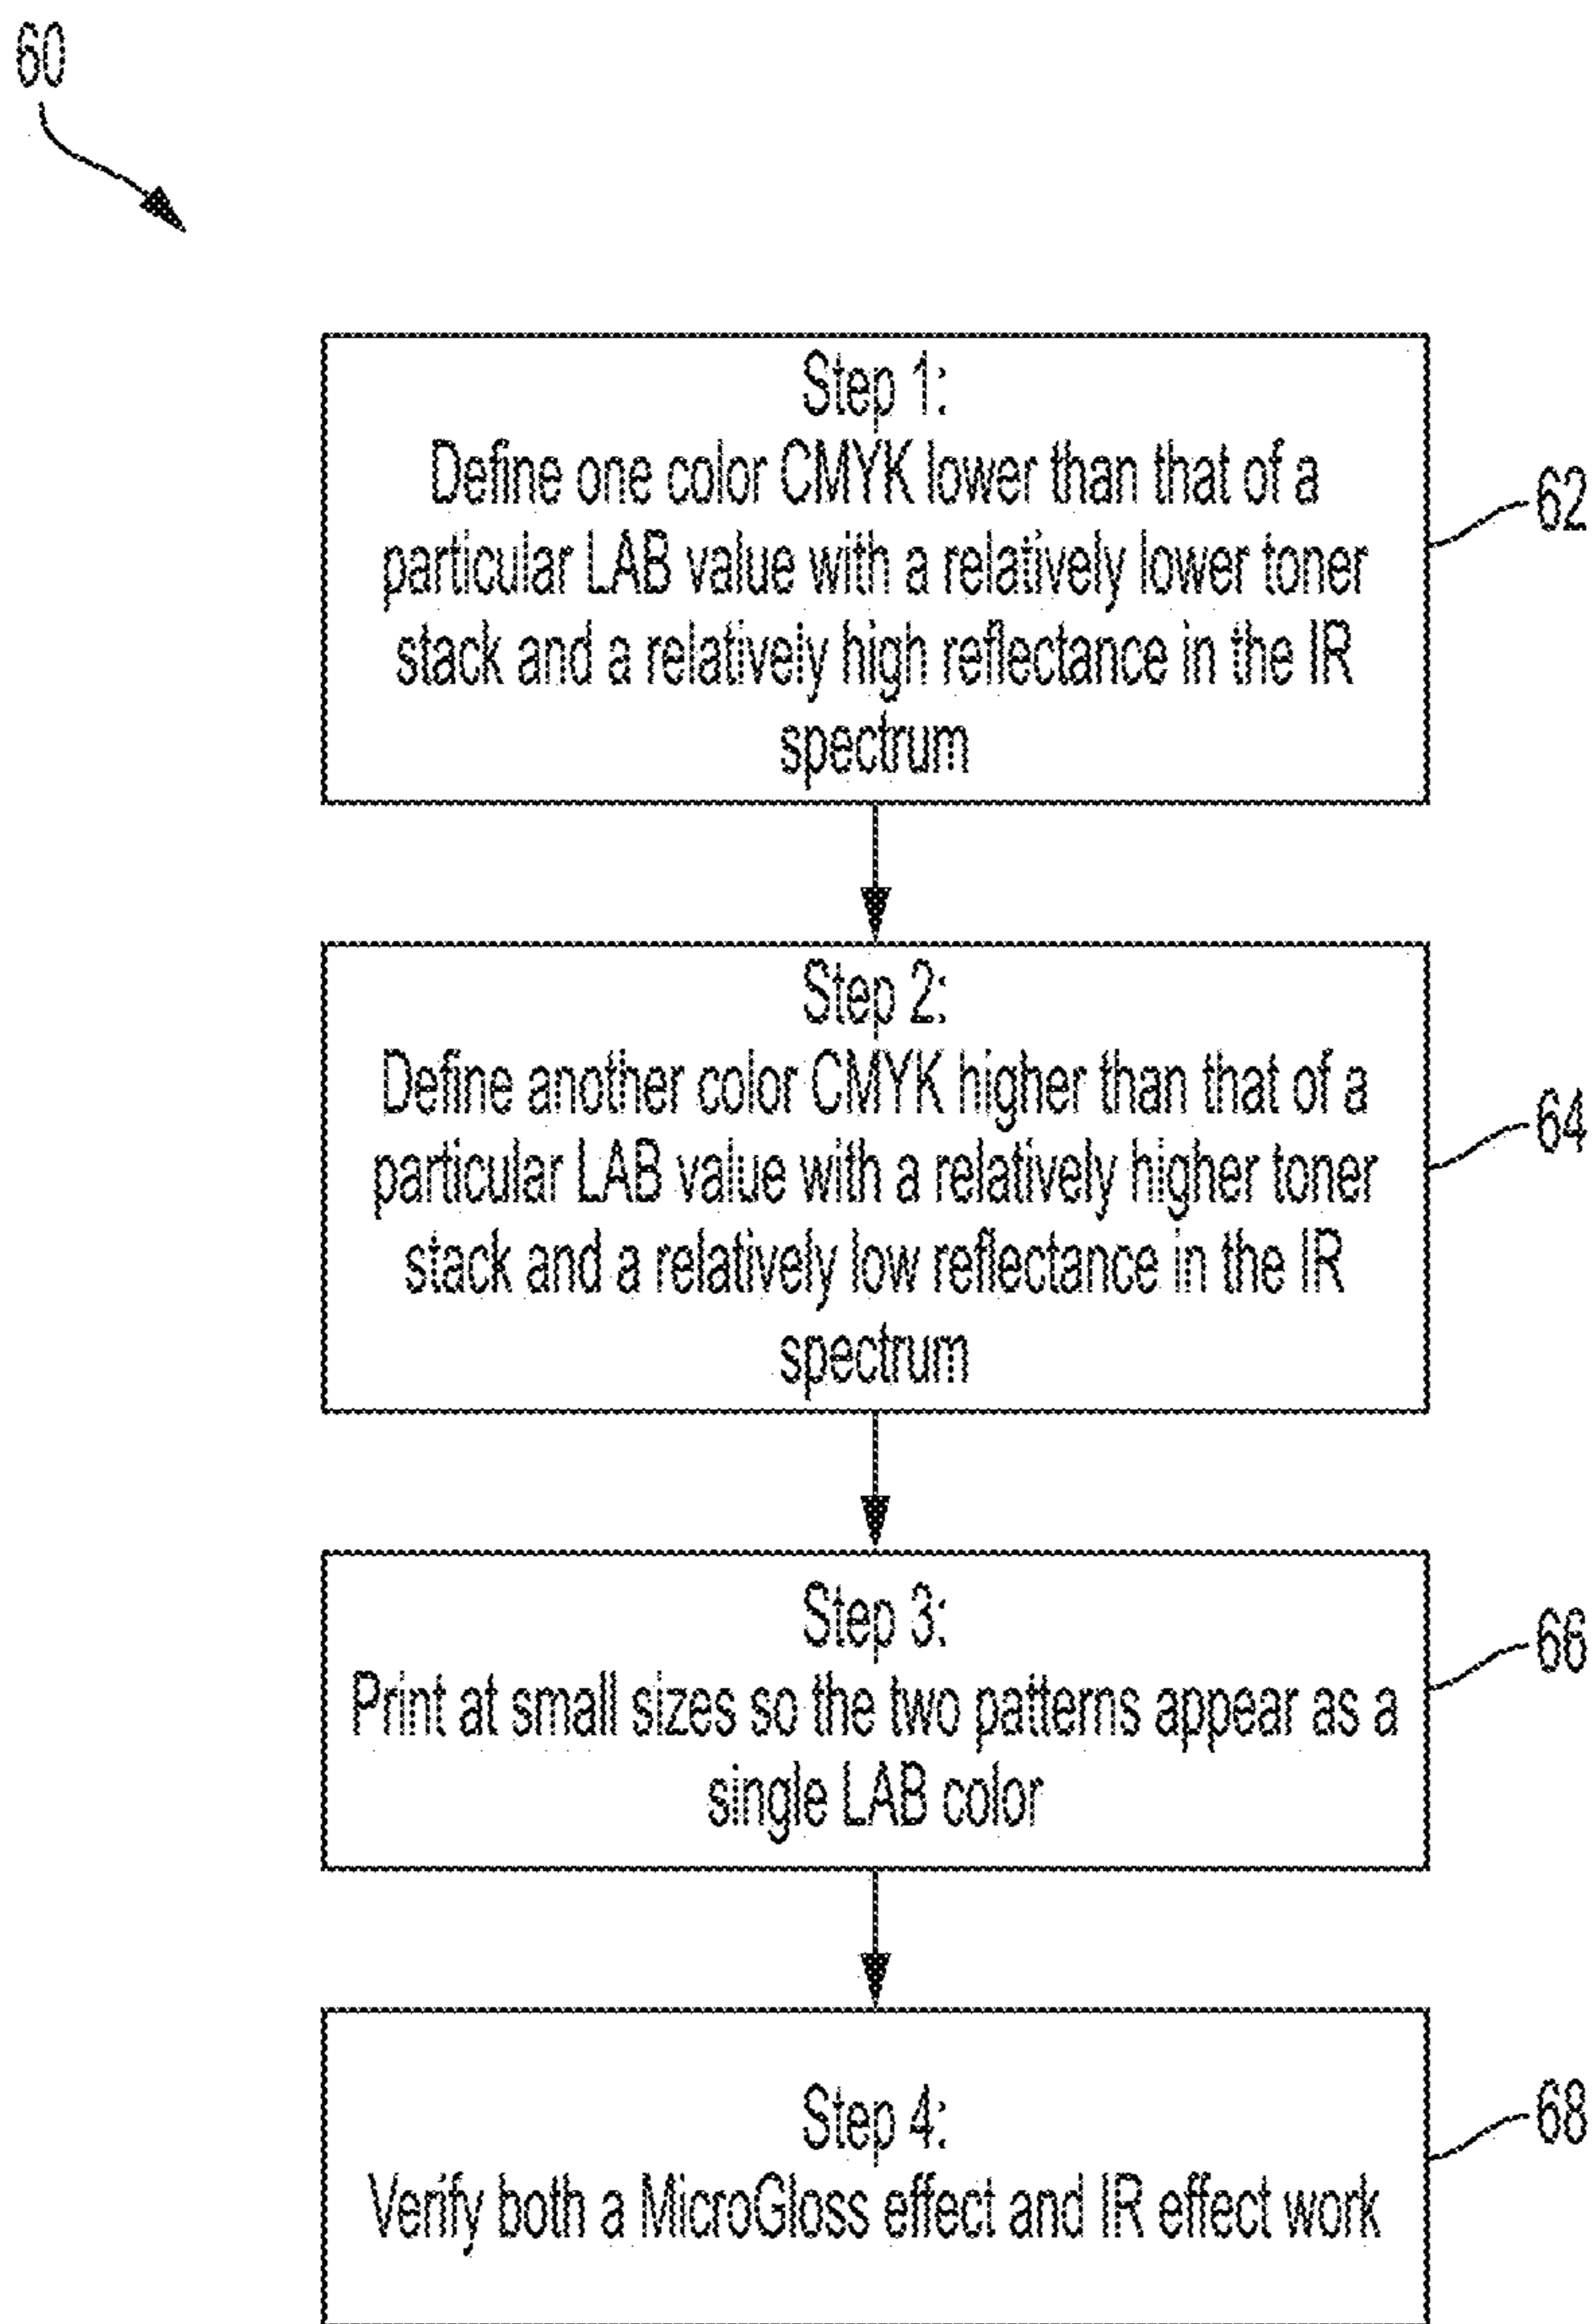 60
Step 1:
Define one color CMYK lower than that of a
particular LAB value with a relatively lower toner
stack and a relatively high reflectance in the IR
spectrum
62
Step 2:
Define another color CMYK higher than that of a
particular LAB value with a relatively higher toner
stack and a relatively low reflectance in the IR
spectrum
64
Step 3:
Print at small sizes so the two patterns appear as a
single LAB color
66
Step 4:
Verify both a MicroGloss effect and IR effect work
68